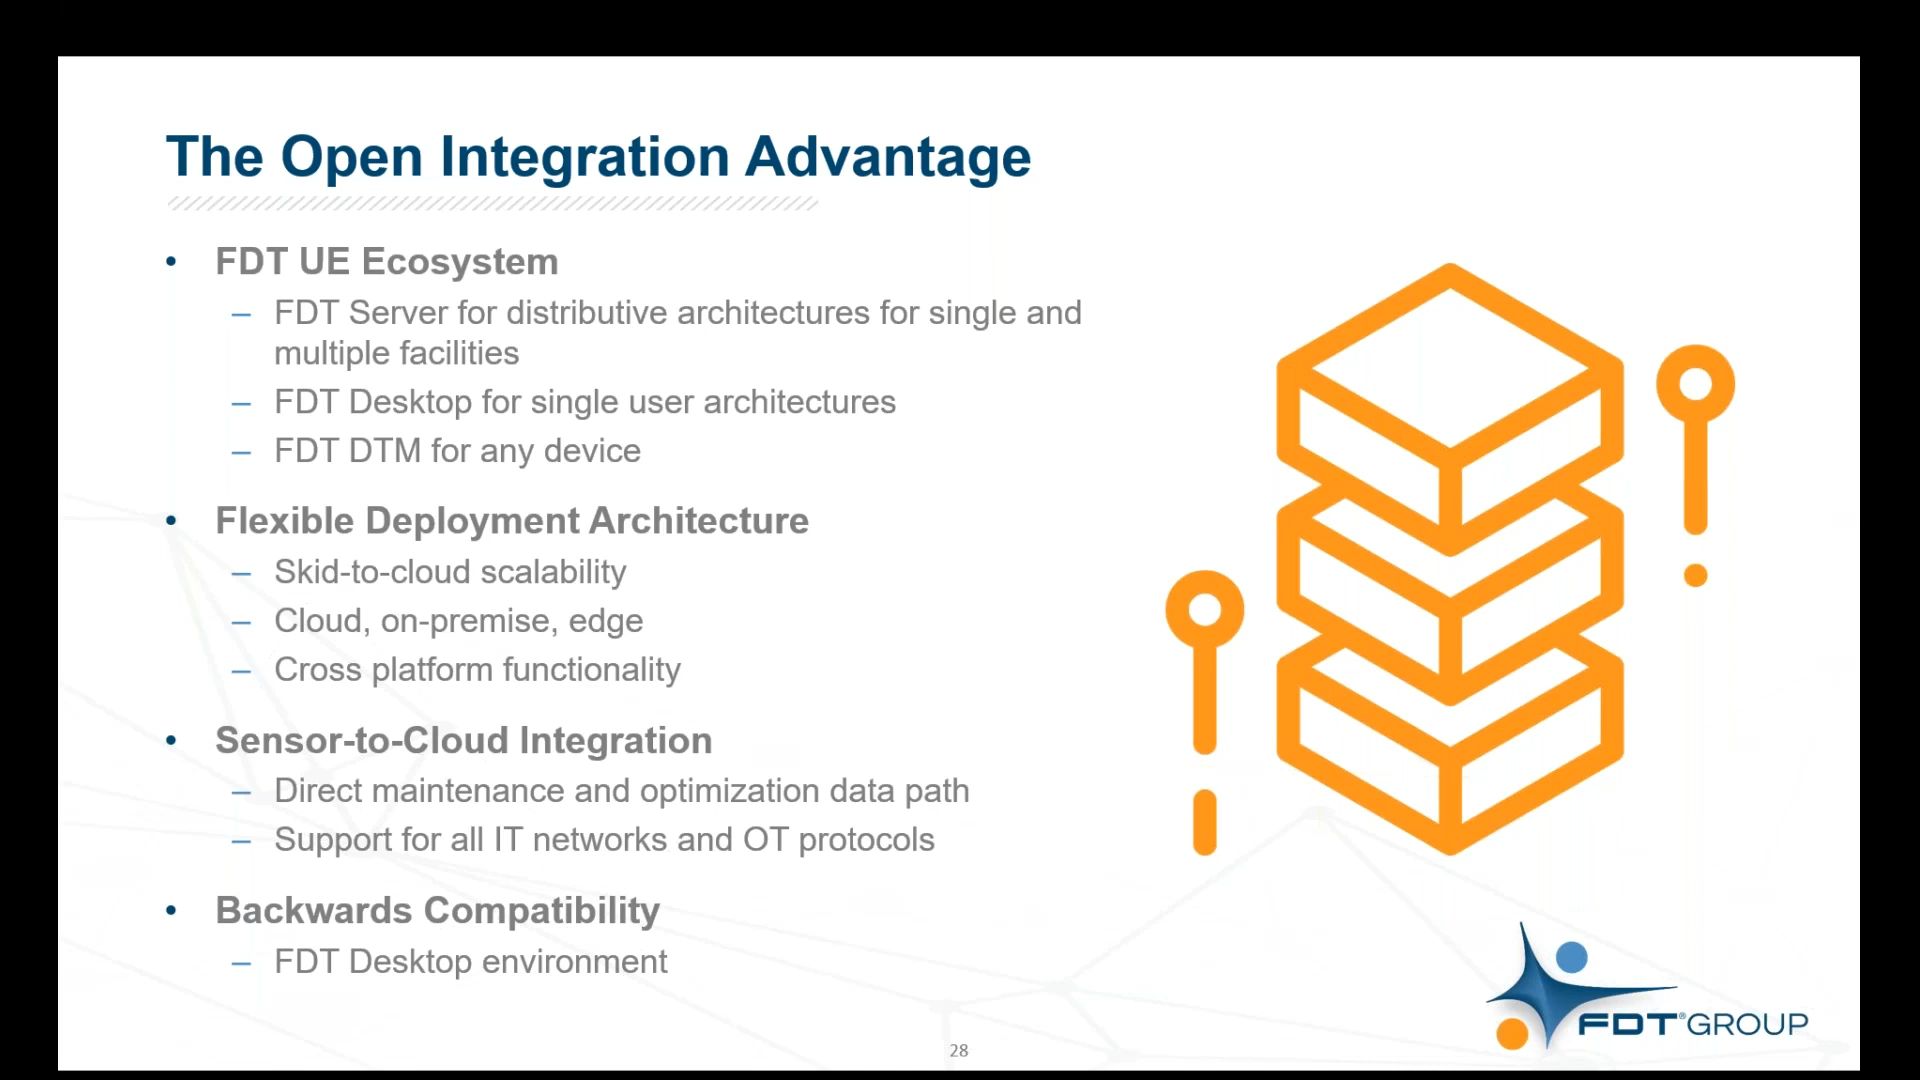 The Open Integration Advantage
• FDT UE Ecosystem
– FDT Server for distributive architectures for single and
multiple facilities
– FDT Desktop for single user architectures
– FDT DTM for any device
• Flexible Deployment Architecture
– Skid-to-cloud scalability
– Cloud, on-premise, edge
– Cross platform functionality
• Sensor-to-Cloud Integration
– Direct maintenance and optimization data path
– Support for all IT networks and OT protocols
• Backwards Compatibility
– FDT Desktop environment
FDT® GROUP
28